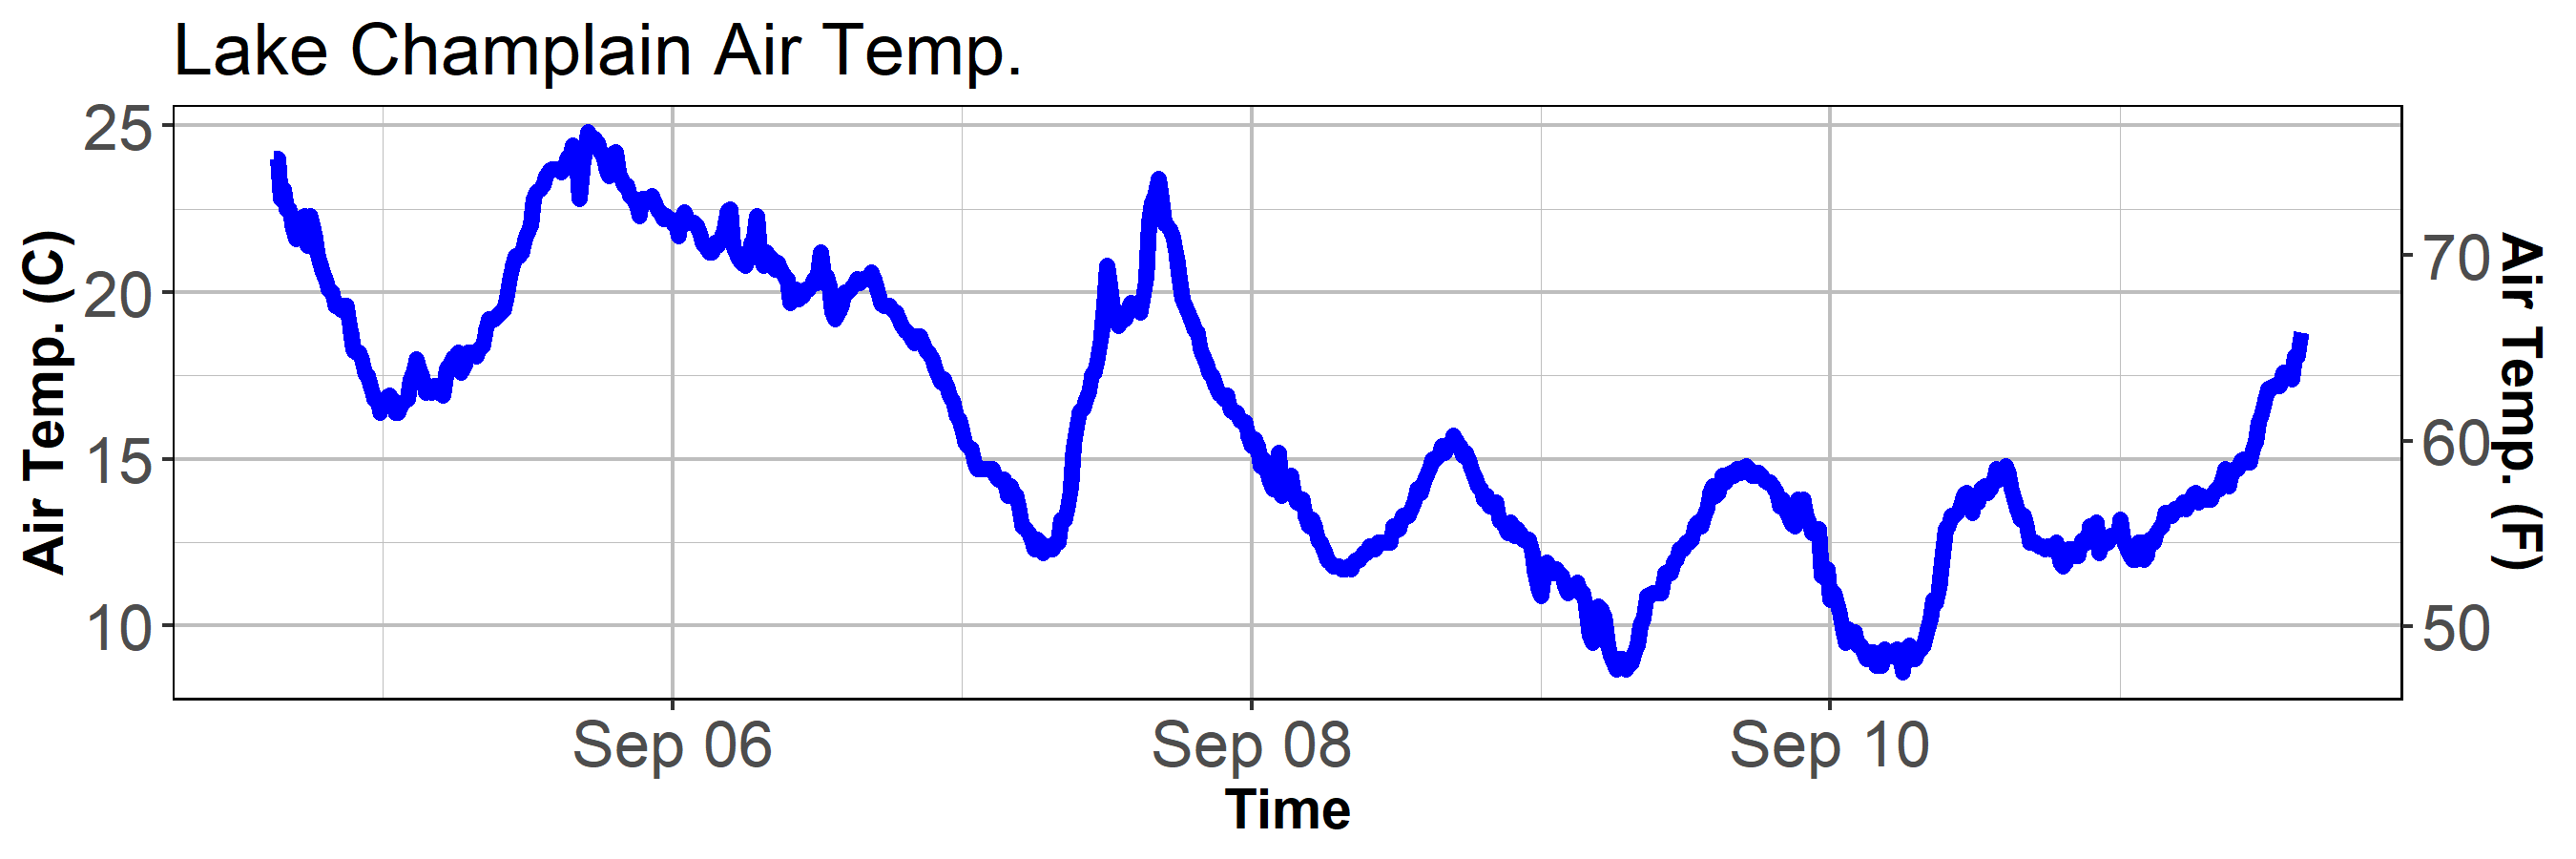 Lake Champlain Air Temp.
25
20
15
10
Air Temp. (C)
70
60
50
Air Temp. (F)
Sep 06 Sep 08 Sep 10
Time